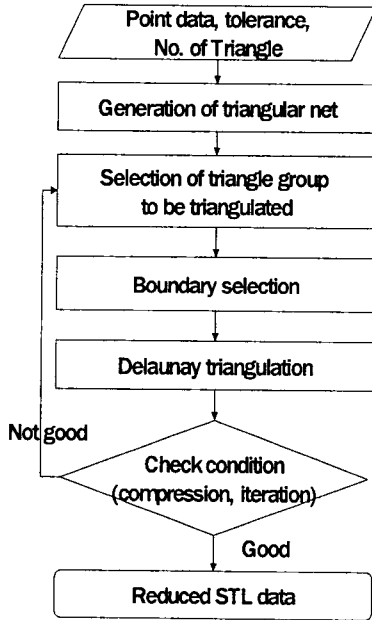 Point data, tolerance,
No. of Triangle
Generation of triangular net
Selection of triangle group
to be triangulated
Boundary selection
Delaunay triangulation
Not good
Check condition
(compression, iteration)
Good
Reduced STL data